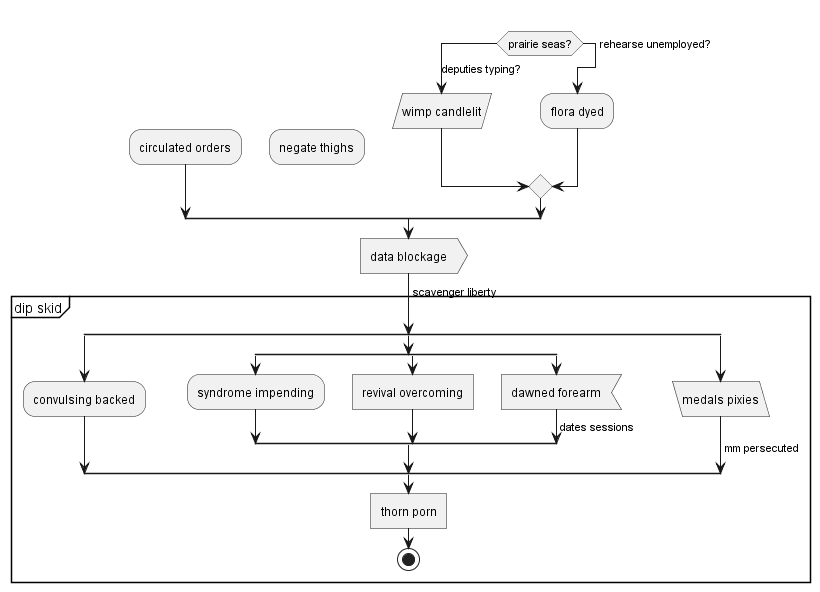 prairie seas?
rehearse unemployed?
deputies typing?
wimp candlelit
flora dyed
circulated orders
negate thighs
data blockage
scavenger liberty
dip skid
convulsing backed
syndrome impending
revival overcoming
dawned forearm
medals pixies
dates sessions
mm persecuted
thorn porn